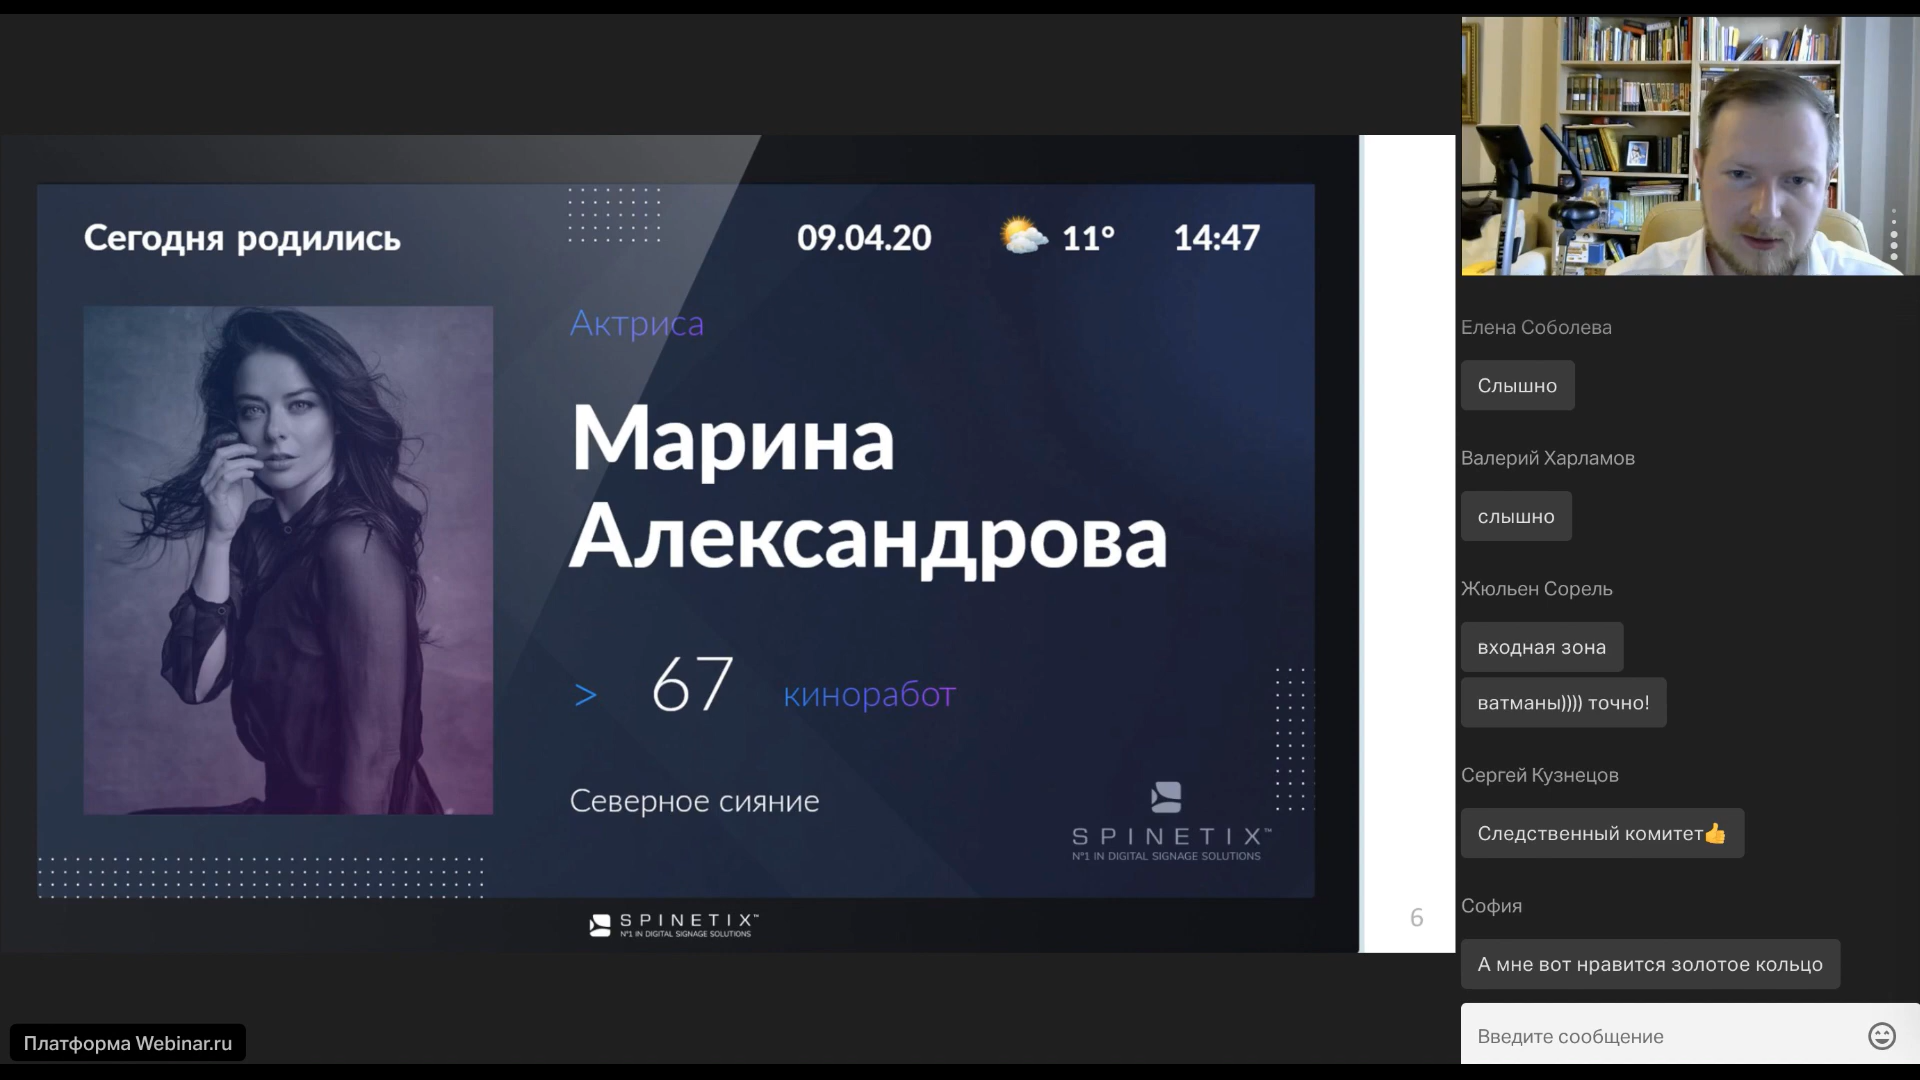 Сегодня родились
09.04.20
11°
14:47
Актриса
Марина
Александрова
> 67 киноработ
Северное сияние
SPINETIX™
N°1 IN DIGITAL SIGNAGE SOLUTIONS
SPINETIX™
N°1 IN DIGITAL SIGNAGE SOLUTIONS
6
Платформа Webinar.ru
Елена Соболева
Слышно
Валерий Харламов
слышно
Жюльен Сорель
входная зона
ватманы)))) точно!
Сергей Кузнецов
Следственный комитет👍
София
А мне вот нравится золотое кольцо
Введите сообщение